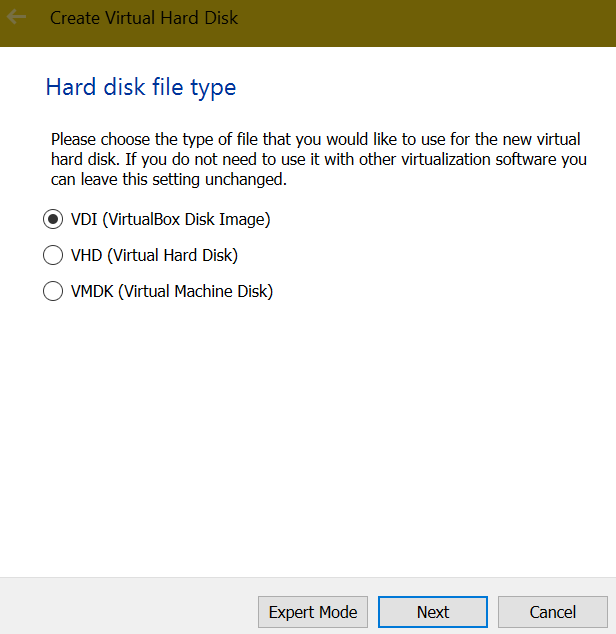 Create Virtual Hard Disk
Hard disk file type
Please choose the type of file that you would like to use for the new virtual
hard disk. If you do not need to use it with other virtualization software you
can leave this setting unchanged.
VDI (VirtualBox Disk Image)
VHD (Virtual Hard Disk)
VMDK (Virtual Machine Disk)
Expert Mode
Next
Cancel